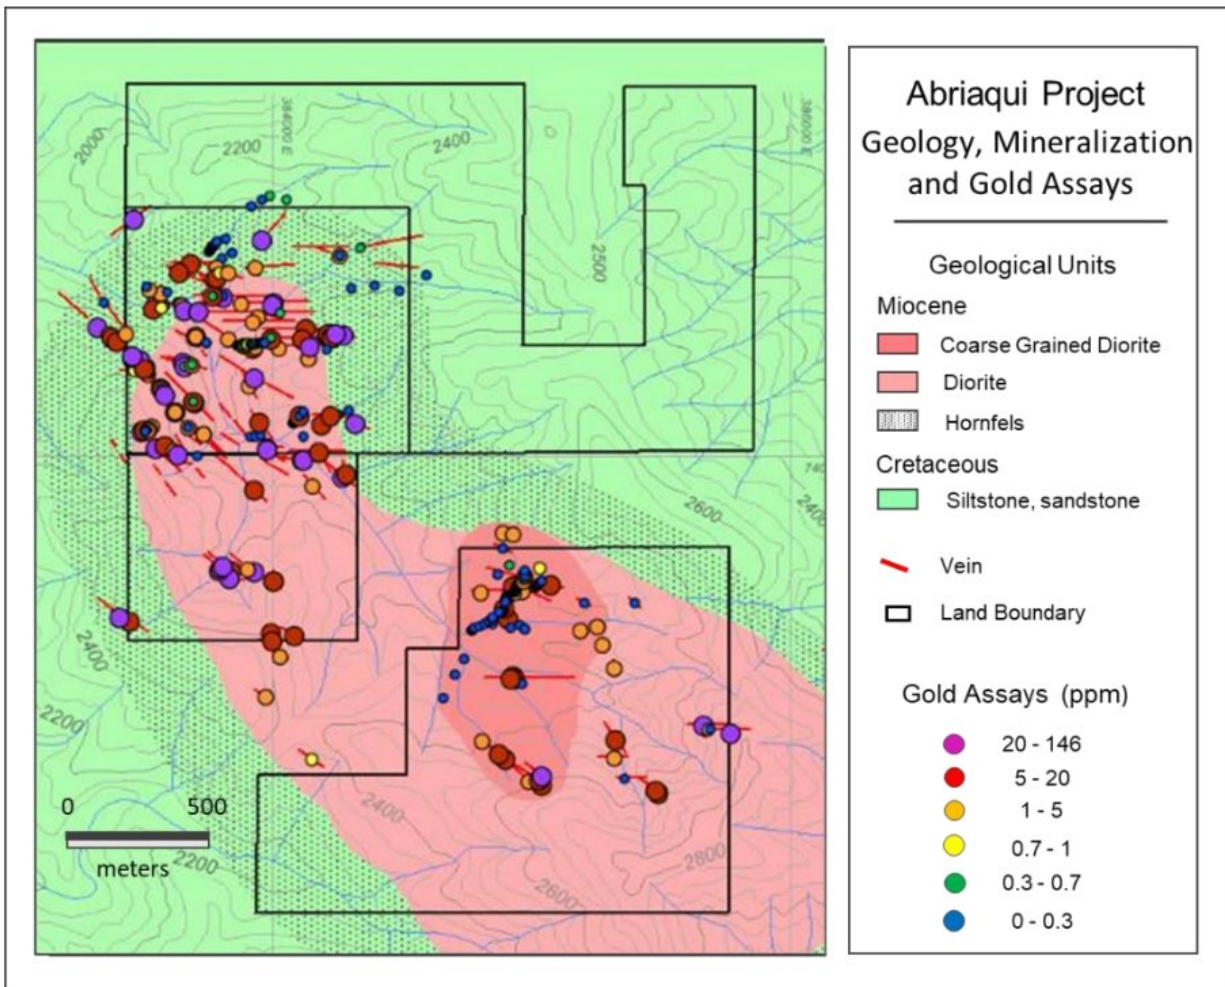 Abriaqui Project
Geology, Mineralization
and Gold Assays
Geological Units
Miocene
Coarse Grained Diorite
Diorite
Hornfels
Cretaceous
Siltstone, sandstone
Vein
Land Boundary
Gold Assays (ppm)
20 - 146
5 - 20
1 - 5
0.7 - 1
0.3 - 0.7
0 - 0.3
2000
2200
384000 E
2400
2500
740
2600
2400
2400
2200
0 500
meters
2200
2400
2600
2800